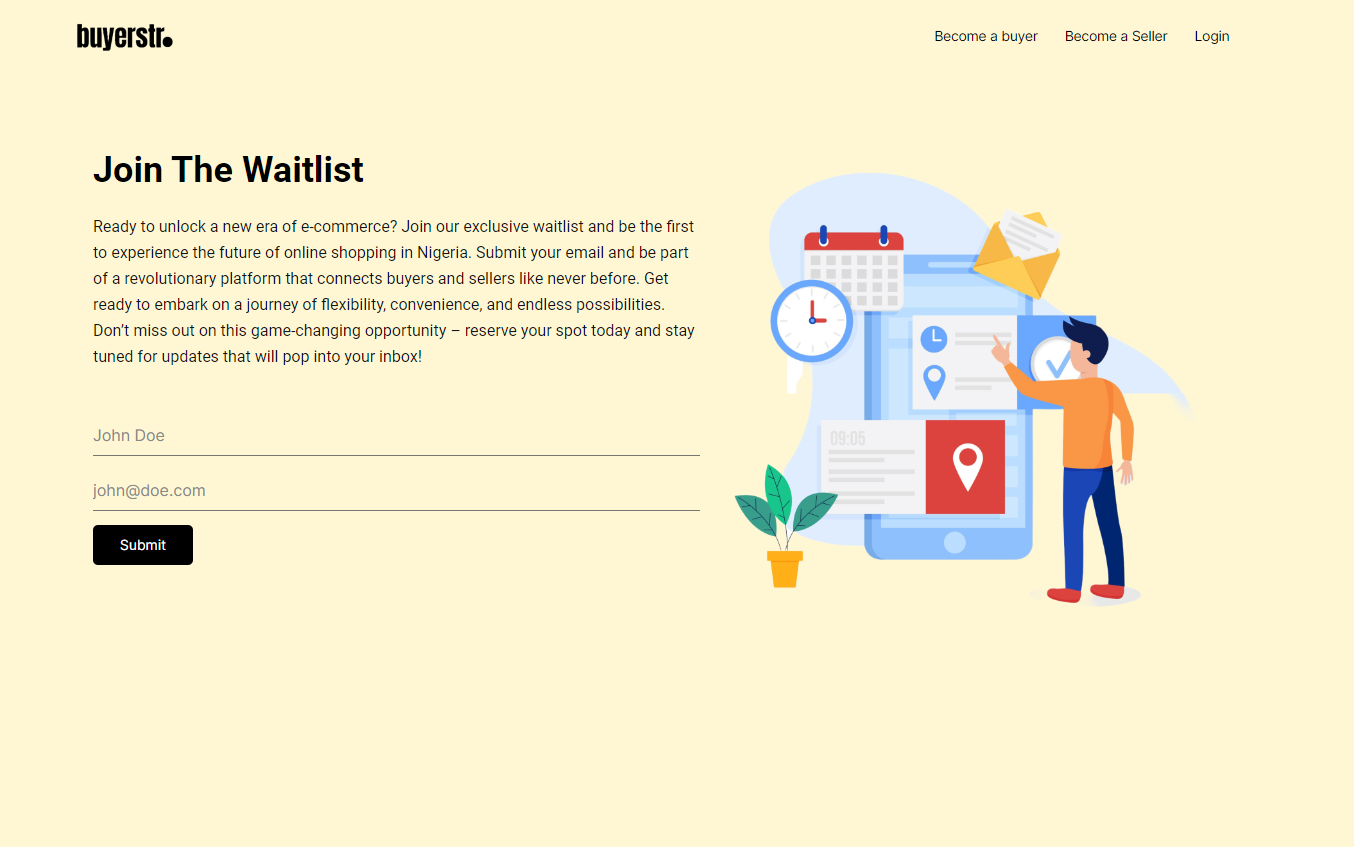 buyerstr.
Become a buyer
Become a Seller
Login
Join The Waitlist
Ready to unlock a new era of e-commerce? Join our exclusive waitlist and be the first
to experience the future of online shopping in Nigeria. Submit your email and be part
of a revolutionary platform that connects buyers and sellers like never before. Get
ready to embark on a journey of flexibility, convenience, and endless possibilities.
Don’t miss out on this game-changing opportunity – reserve your spot today and stay
tuned for updates that will pop into your inbox!
John Doe
john@doe.com
Submit
09:05